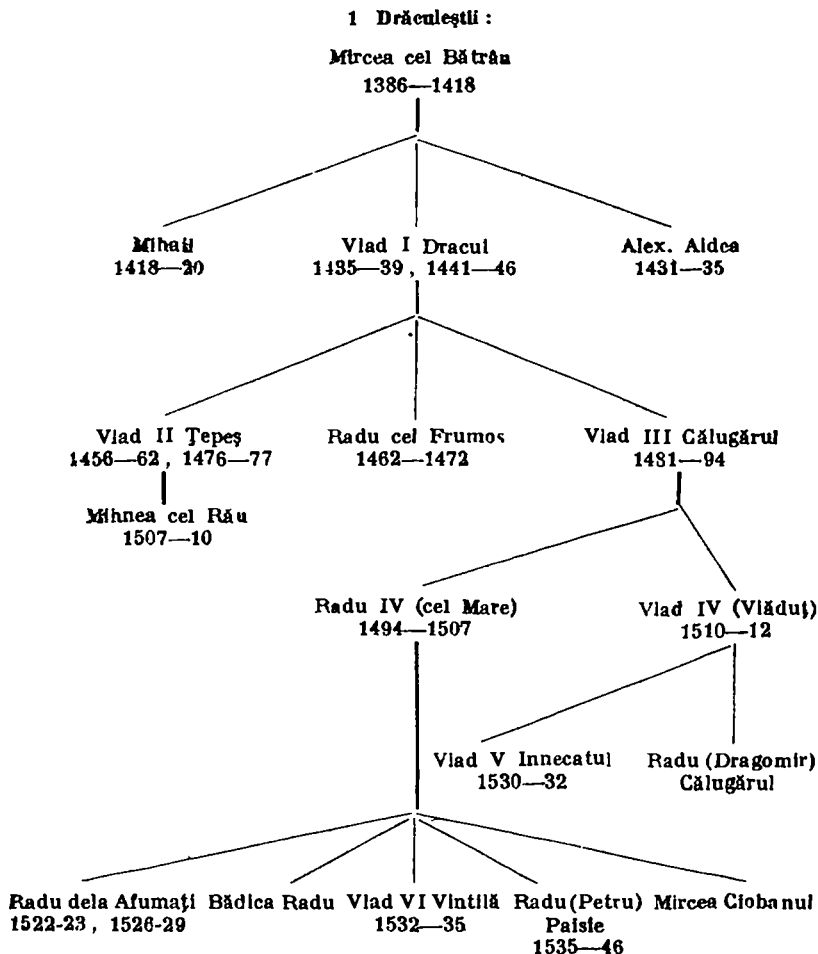 1 Drăculeştii :
Mircea cel Bătrân
1386—1418
Mihail Vlad I Dracul Alex. Aldea
1418—20 1435—39, 1441—46 1431—35
Vlad II Ţepeş Radu cel Frumos Vlad III Călugărul
1456—62, 1476—77 1462—1472 1481—94
Mihnea cel Rău
1507—10
Radu IV (cel Mare) Vlad IV (Vlăduţ)
1494—1507 1510—12
Vlad V Innecatul Radu (Dragomir)
1530—32 Călugărul
Radu dela Afumaţi Bădica Radu Vlad VI Vintilă Radu (Petru) Mircea Ciobanul
1522-23, 1526-29 1532—35 Paisie
1535—46